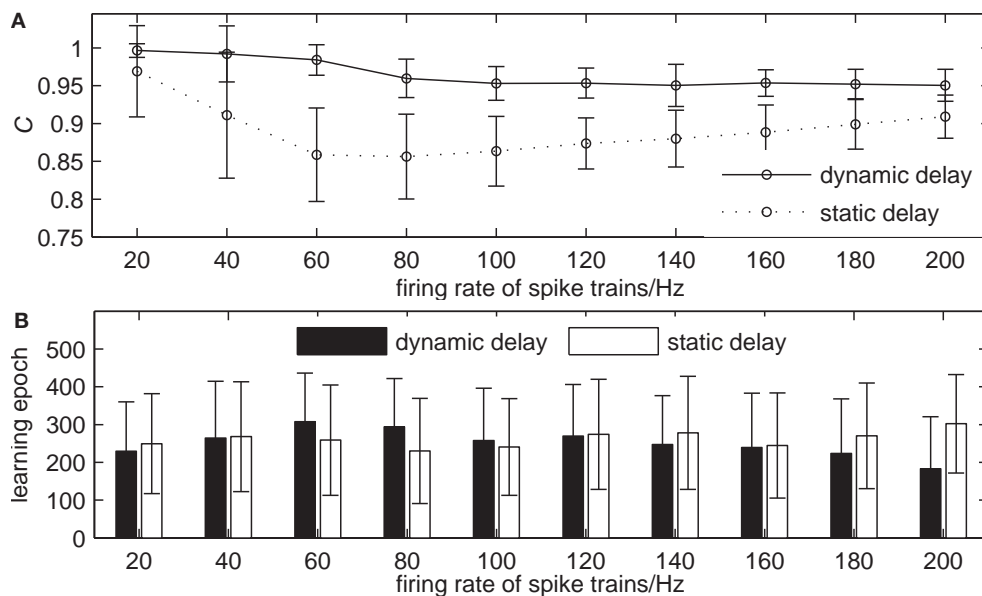 A
1
0.95
0.9
0.85
0.8
0.75
C
dynamic delay
static delay
20 40 60 80 100 120 140 160 180 200
firing rate of spike trains/Hz
B
dynamic delay static delay
500
400
300
200
100
0
learning epoch
20 40 60 80 100 120 140 160 180 200
firing rate of spike trains/Hz